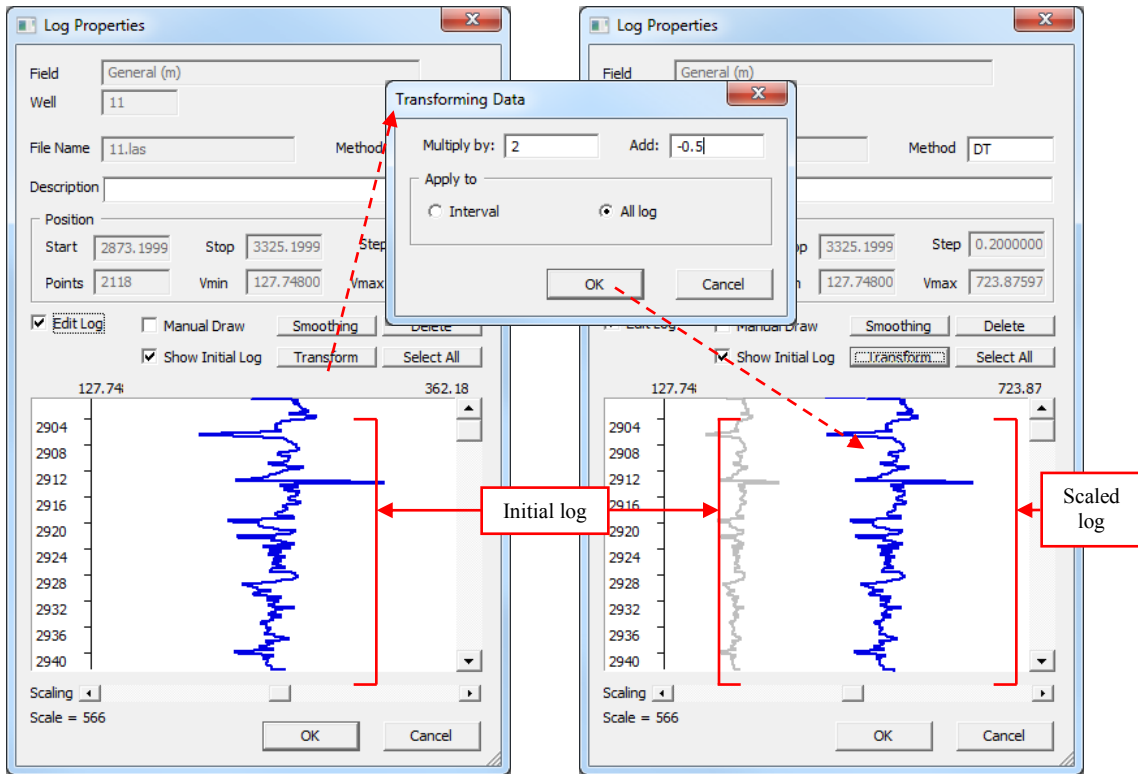 Log Properties
Field General (m)
Well 11
File Name 11.las Method
Description
Position
Start 2873.1999 Stop 3325.1999 Step
Points 2118 Vmin 127.74800 Vmax
Edit Log Manual Draw Smoothing Delete
Show Initial Log Transform Select All
127.74 362.18
2904
2908
2912
2916
2920
2924
2928
2932
2936
2940
Scaling
Scale = 566
OK Cancel
Transforming Data
Multiply by: 2 Add: -0.5
Apply to
Interval All log
OK Cancel
Initial log
Log Properties
Field General (m)
Method DT
3325.1999 Step 0.2000000
127.74800 Vmax 723.87597
Manual Draw Smoothing Delete
Show Initial Log Transform Select All
127.74 723.87
2904
2908
2912
2916
2920
2924
2928
2932
2936
2940
Scaling
Scale = 566
OK Cancel
Scaled
log